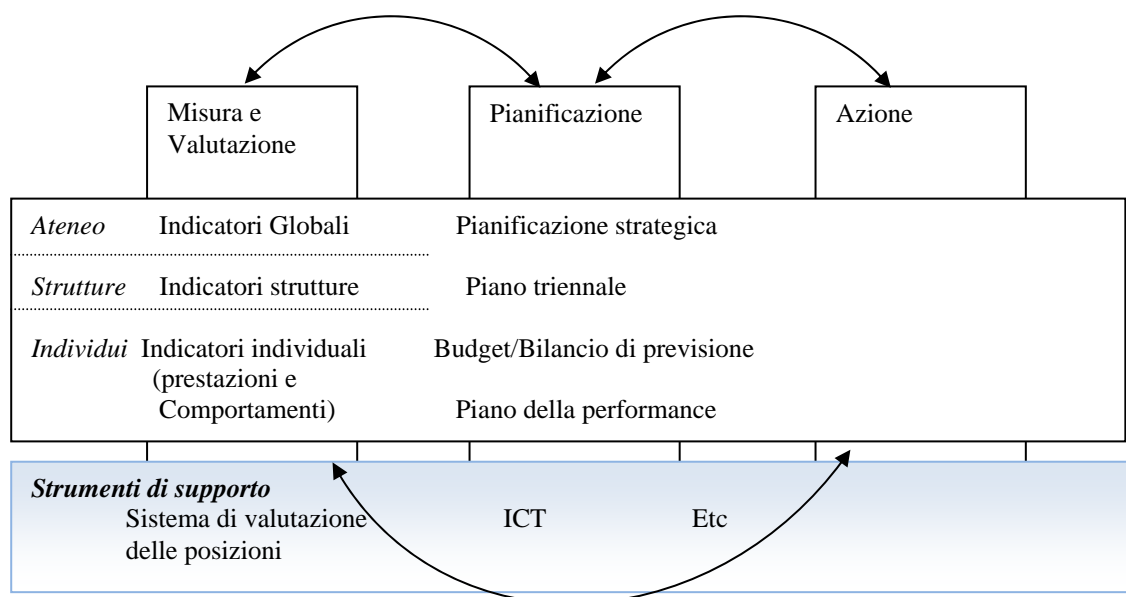 Misura e
Valutazione
Pianificazione
Azione
Ateneo Indicatori Globali Pianificazione strategica
Strutture Indicatori strutture Piano triennale
Individui Indicatori individuali Budget/Bilancio di previsione
(prestazioni e
Comportamenti) Piano della performance
Strumenti di supporto
Sistema di valutazione ICT Etc
delle posizioni